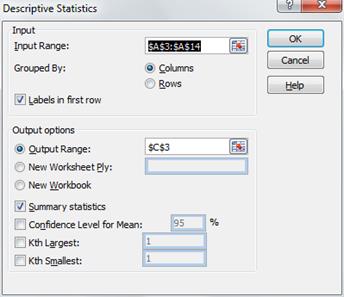 Descriptive Statistics
?
X
Input
Input Range:
$A$3:$A$14
Grouped By:
Columns
Rows
Labels in first row
OK
Cancel
Help
Output options
Output Range:
$C$3
New Worksheet Ply:
New Workbook
Summary statistics
Confidence Level for Mean:
95
%
Kth Largest:
1
Kth Smallest:
1